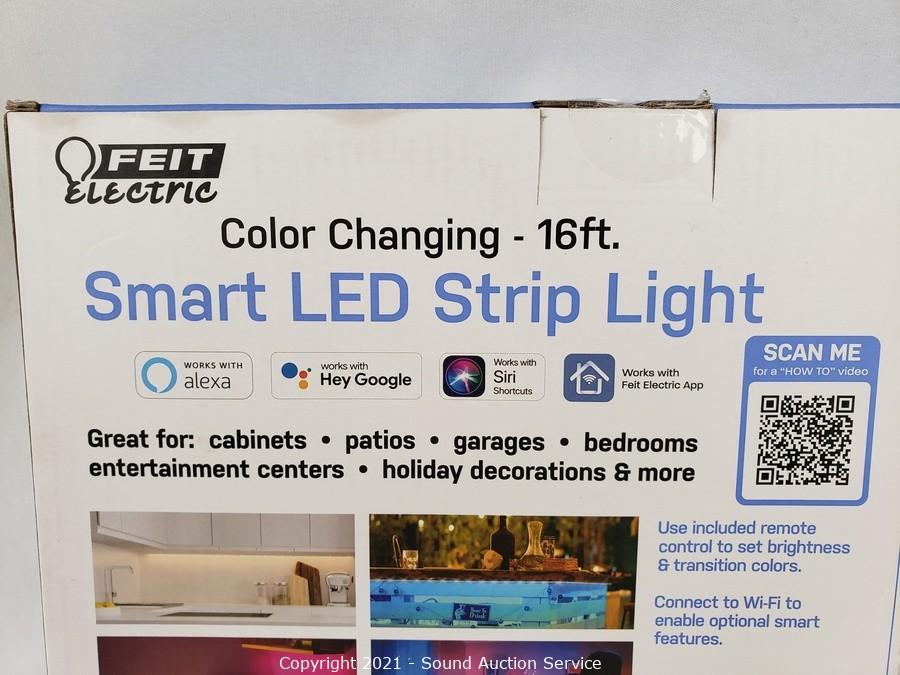 FEIT
Electric
Color Changing - 16ft.
Smart LED Strip Light
WORKS WITH
alexa
works with
Hey Google
Works with
Siri
Shortcuts
Works with
Feit Electric App
SCAN ME
for a "HOW TO" video
Great for: cabinets • patios • garages • bedrooms
entertainment centers • holiday decorations & more
Use included remote
control to set brightness
& transition colors.
Connect to Wi-Fi to
enable optional smart
features.
Copyright 2021 - Sound Auction Service